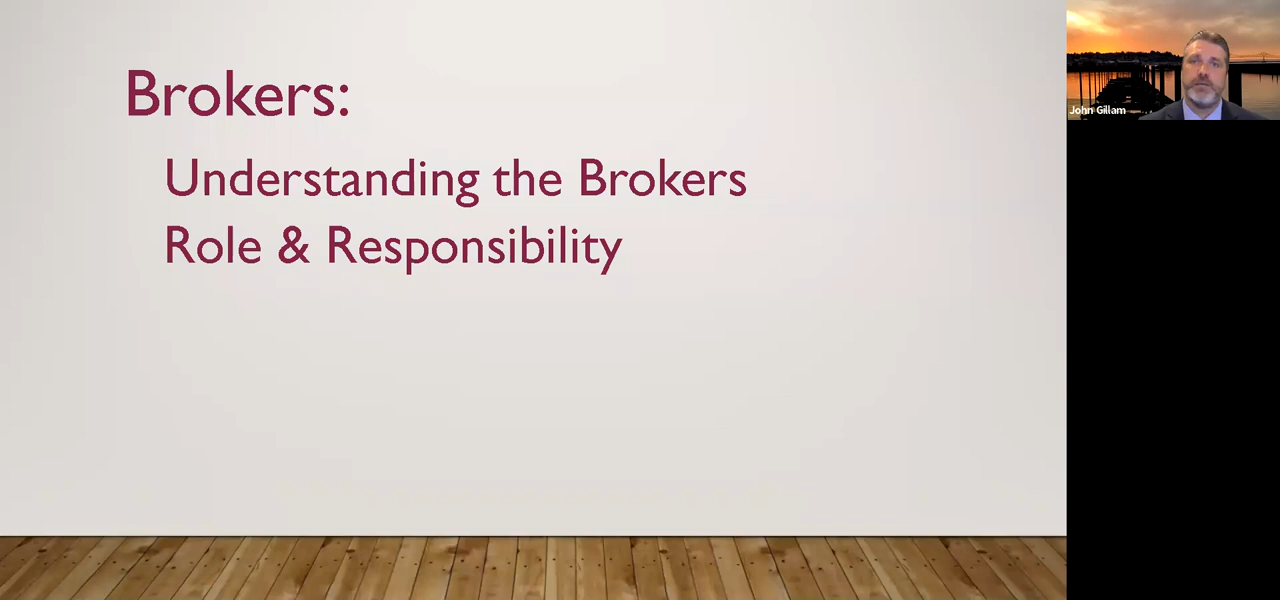 Brokers:
Understanding the Brokers
Role & Responsibility
John Gillam